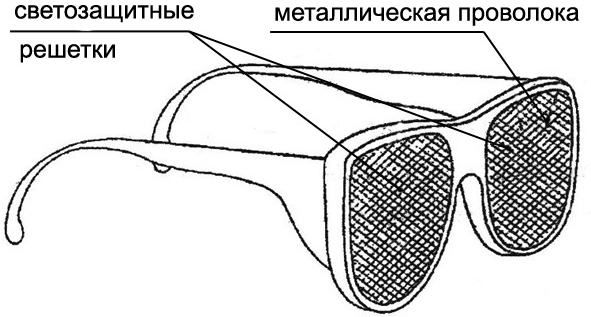 светозащитные
решетки
металлическая проволока